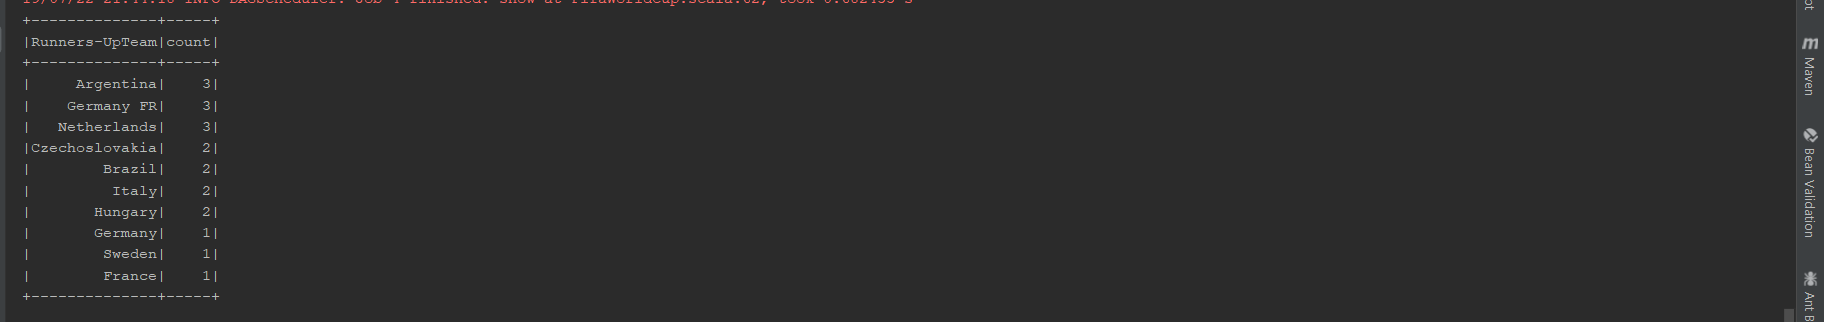 +--------------+-----+
|Runners-UpTeam|count|
+--------------+-----+
|     Argentina|    3|
|    Germany FR|    3|
|   Netherlands|    3|
|Czechoslovakia|    2|
|        Brazil|    2|
|         Italy|    2|
|       Hungary|    2|
|       Germany|    1|
|        Sweden|    1|
|        France|    1|
+--------------+-----+
Maven
Bean Validation
Ant B